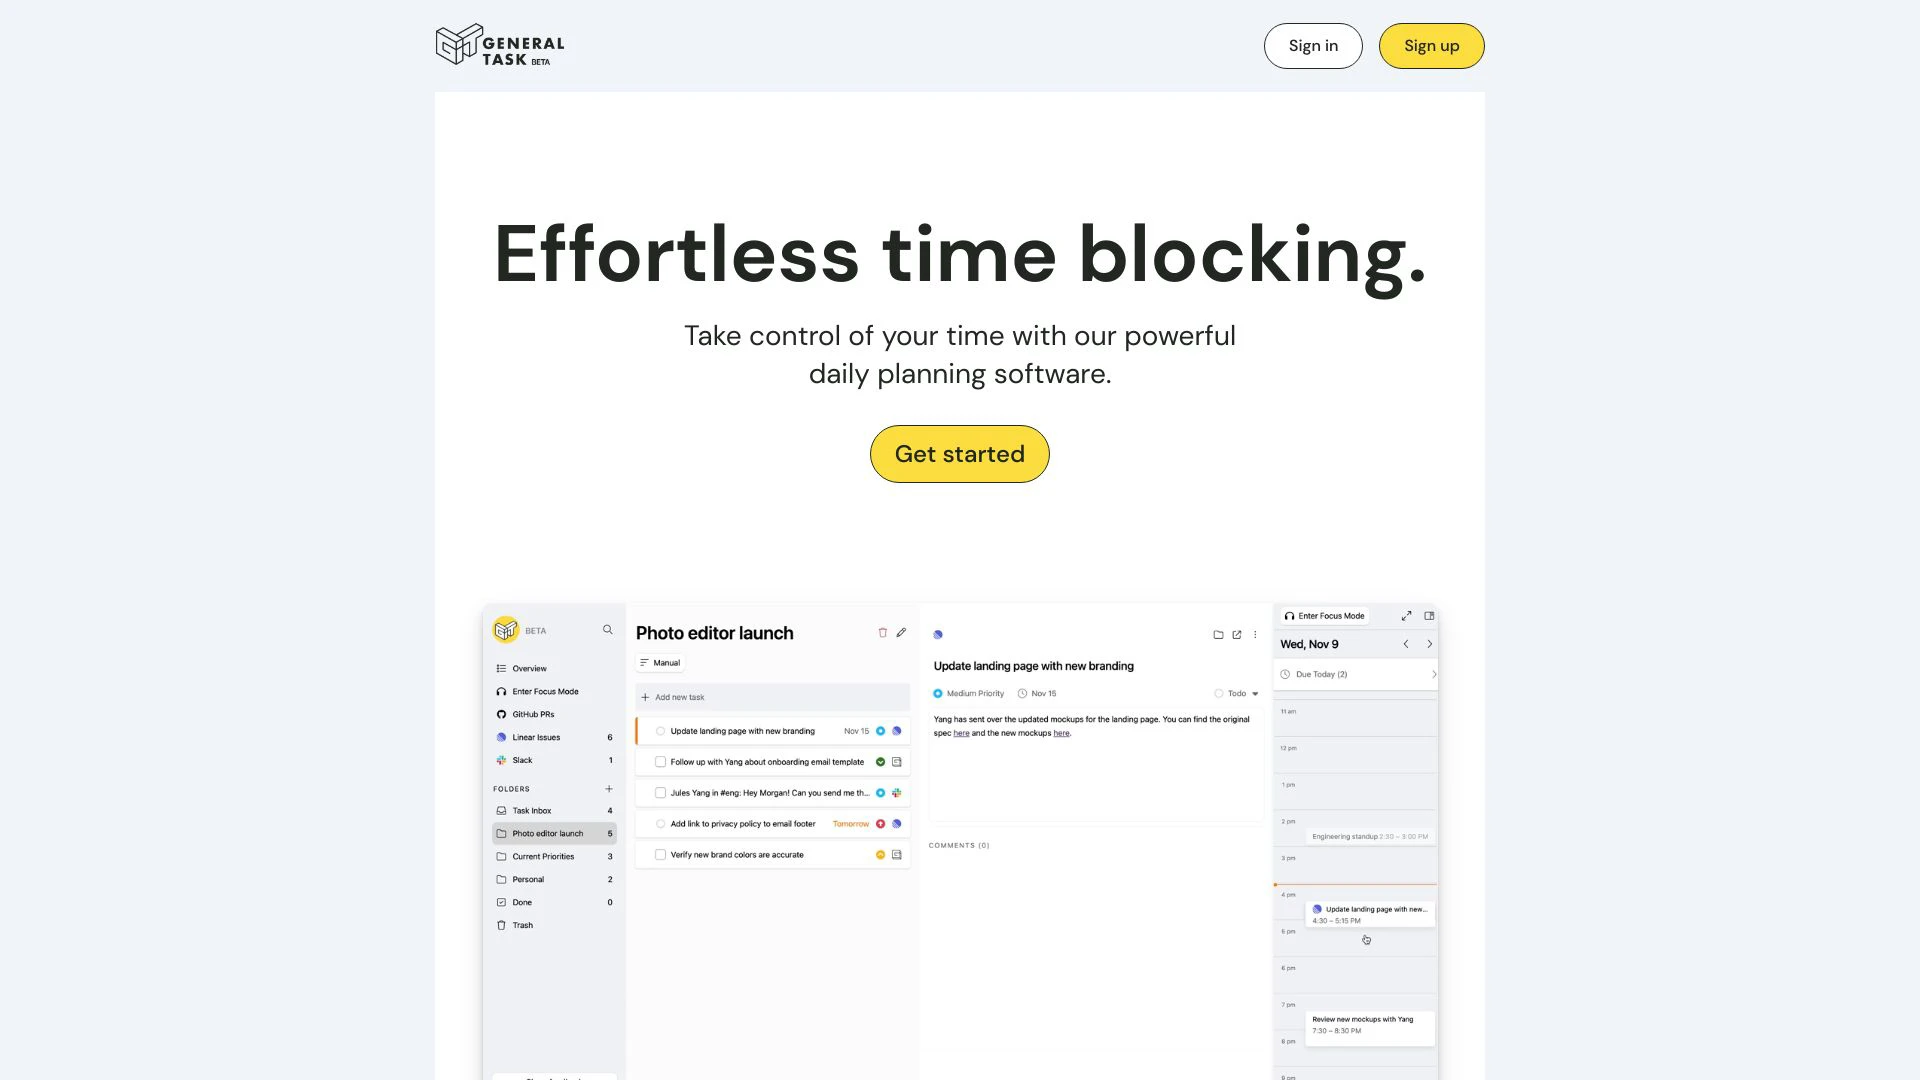 GENERAL
TASK BETA
Sign in
Sign up
Effortless time blocking.
Take control of your time with our powerful
daily planning software.
Get started
BETA
Overview
Enter Focus Mode
GitHub PRs
Linear Issues 6
Slack 1
FOLDERS
Task Inbox 4
Photo editor launch 5
Current Priorities 3
Personal 2
Done 0
Trash
Photo editor launch
Manual
Add new task
Update landing page with new branding Nov 15
Follow up with Yang about onboarding email template
Jules Yang in #eng: Hey Morgan! Can you send me th...
Add link to privacy policy to email footer Tomorrow
Verify new brand colors are accurate
Update landing page with new branding
Medium Priority Nov 15 Todo
Yang has sent over the updated mockups for the landing page. You can find the original
spec here and the new mockups here.
COMMENTS (0)
Enter Focus Mode
Wed, Nov 9
Due Today (2)
11 am
12 pm
1 pm
2 pm
Engineering standup 2:30 – 3:00 PM
3 pm
4 pm
Update landing page with new...
4:30 – 5:15 PM
5 pm
6 pm
7 pm
Review new mockups with Yang
7:30 – 8:30 PM
8 pm
9 pm